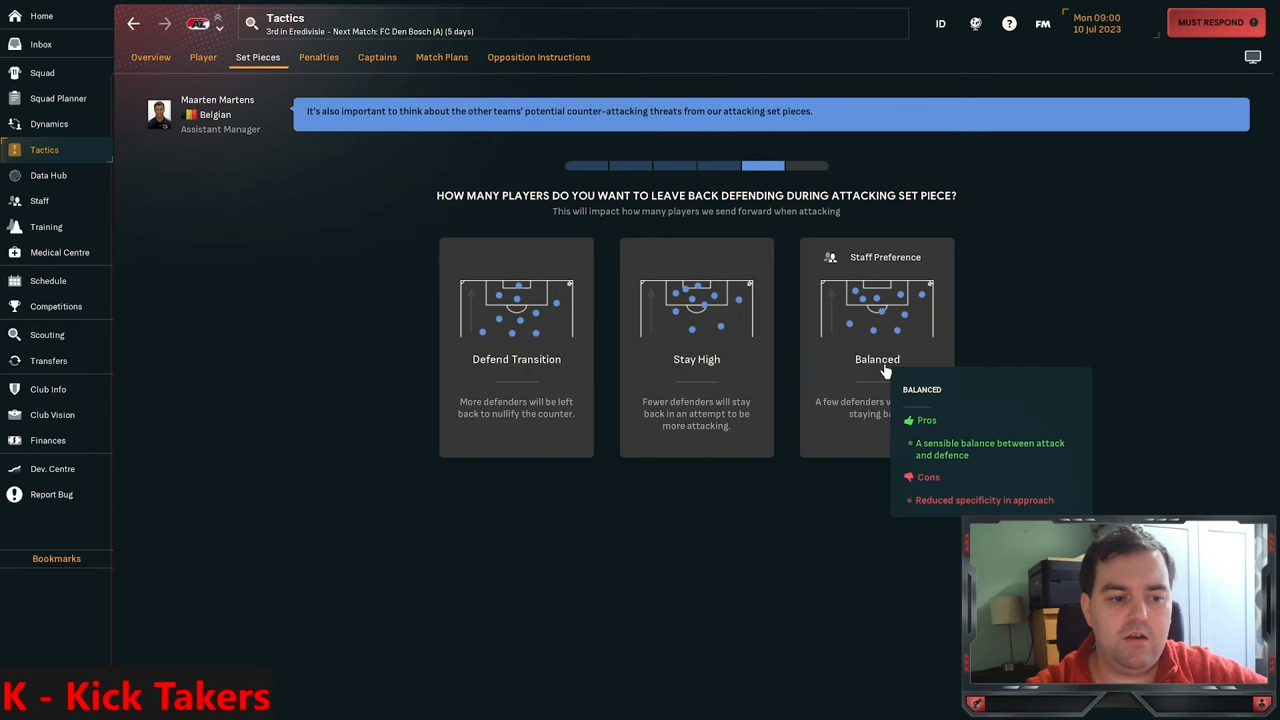 Home
Inbox
Squad
Squad Planner
Dynamics
Tactics
Data Hub
Staff
Training
Medical Centre
Schedule
Competitions
Scouting
Transfers
Club Info
Club Vision
Finances
Dev. Centre
Report Bug
Bookmarks
AZ
Tactics
3rd in Eredivisie - Next Match: FC Den Bosch (A) (5 days)
ID
?
FM
Mon 09:00
10 Jul 2023
MUST RESPOND
Overview
Player
Set Pieces
Penalties
Captains
Match Plans
Opposition Instructions
Maarten Martens
Belgian
Assistant Manager
It's also important to think about the other teams' potential counter-attacking threats from our attacking set pieces.
HOW MANY PLAYERS DO YOU WANT TO LEAVE BACK DEFENDING DURING ATTACKING SET PIECE?
This will impact how many players we send forward when attacking
Defend Transition
More defenders will be left
back to nullify the counter.
Stay High
Fewer defenders will stay
back in an attempt to be
more attacking.
Staff Preference
Balanced
A few defenders w
staying ba
BALANCED
Pros
A sensible balance between attack
and defence
Cons
Reduced specificity in approach
K - Kick Takers